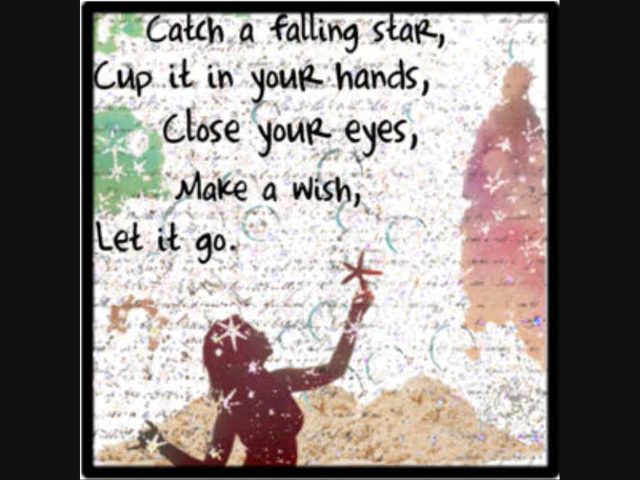 Catch a falling staR,
Cup it in youR hands,
Close youR eyes,
Make a wish,
Let it go.